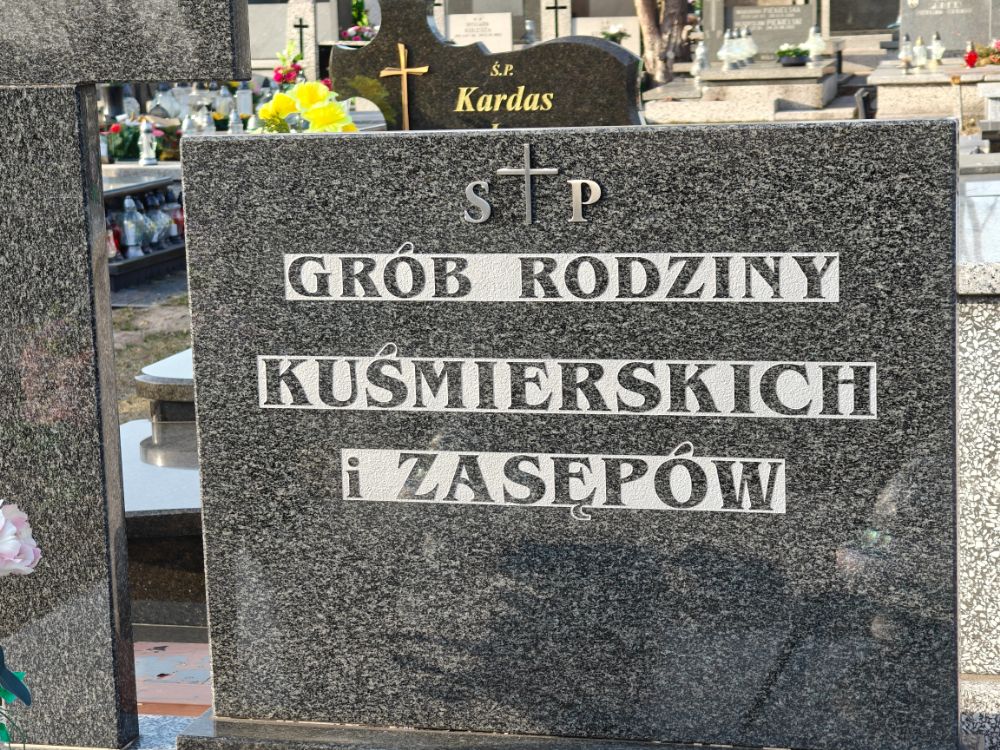 Ś.P.
Kardas
S P
GRÓB RODZINY
KUŚMIERSKICH
i ZASĘPÓW